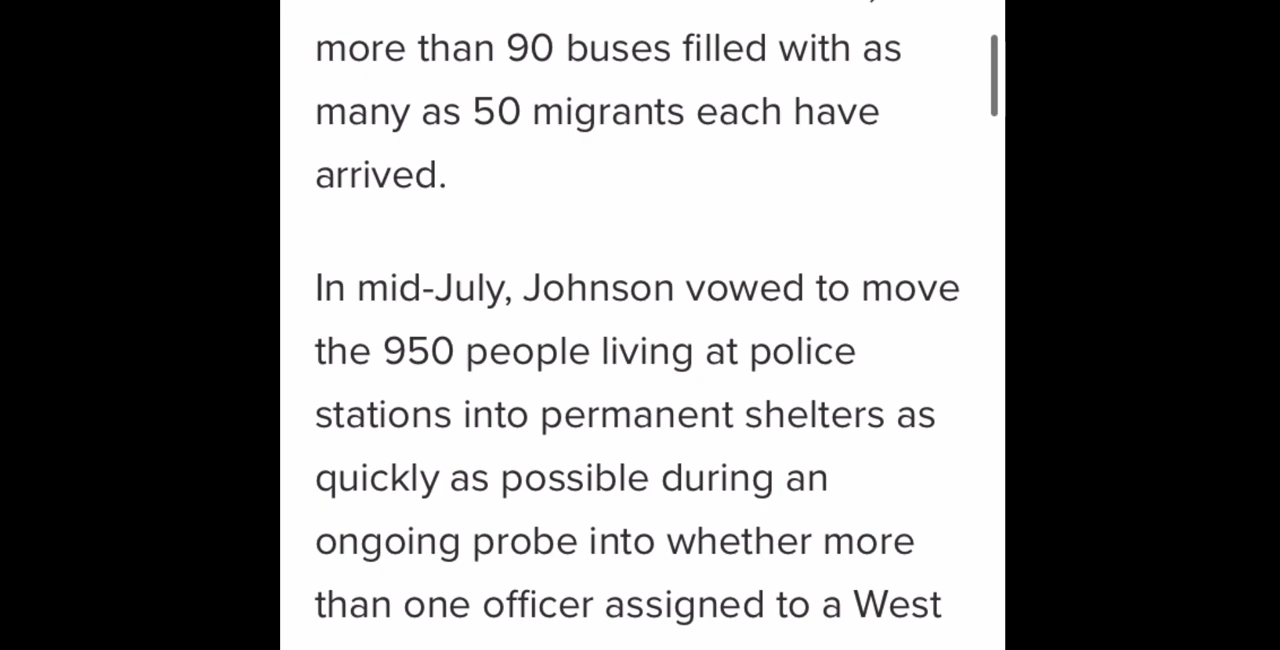 more than 90 buses filled with as
many as 50 migrants each have
arrived.
In mid-July, Johnson vowed to move
the 950 people living at police
stations into permanent shelters as
quickly as possible during an
ongoing probe into whether more
than one officer assigned to a West